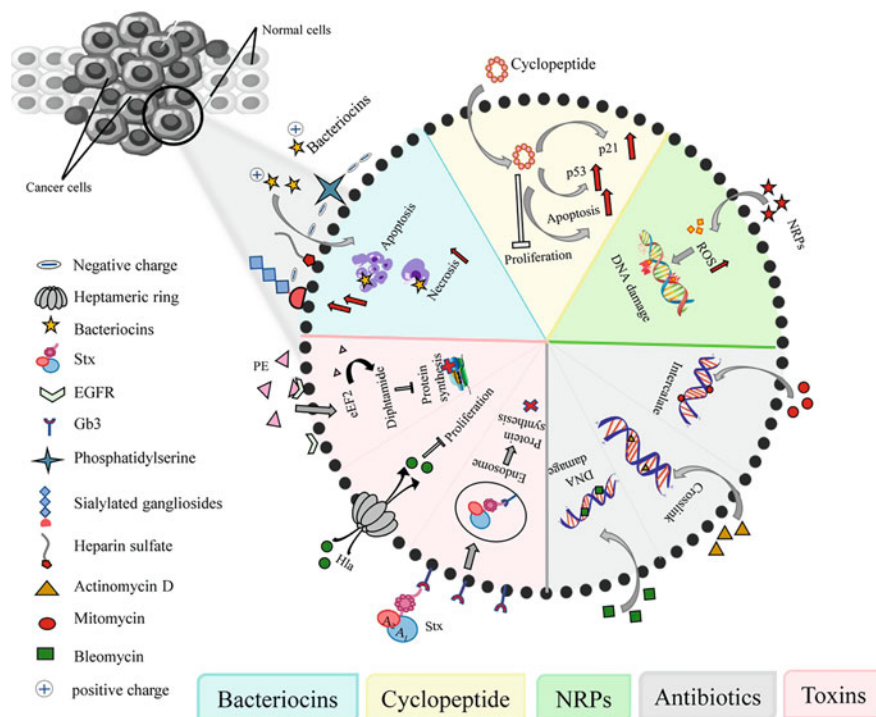 Normal cells
Cancer cells
Cyclopeptide
Bacteriocins
p21
p53
Apoptosis
Proliferation
NRPs
ROS
DNA damage
Apoptosis
Necrosis
Negative charge
Heptameric ring
Bacteriocins
Stx
EGFR
Gb3
Phosphatidylserine
Sialylated gangliosides
Heparin sulfate
Actinomycin D
Mitomycin
Bleomycin
positive charge
PE
eEF2
Diphtamide
Protein
synthesis
Proliferation
Hla
Endosome
Protein
synthesis
A2
A1
Stx
Intercalate
Crosslink
DNA
damage
Bacteriocins
Cyclopeptide
NRPs
Antibiotics
Toxins